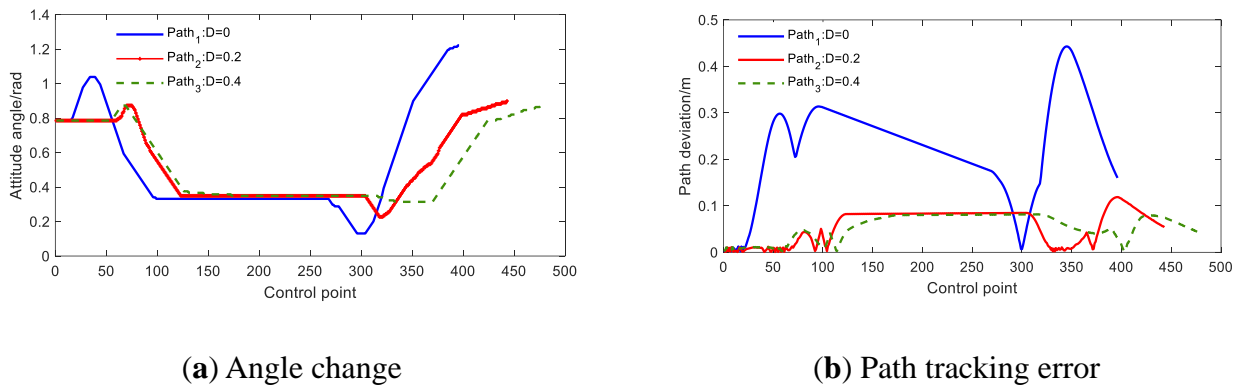 1.4
1.2
1
0.8
0.6
0.4
0.2
0
Attitude angle/rad
Path1:D=0
Path2:D=0.2
Path3:D=0.4
0 50 100 150 200 250 300 350 400 450 500
Control point
(a) Angle change
0.5
0.4
0.3
0.2
0.1
0
Path deviation/m
Path1:D=0
Path2:D=0.2
Path3:D=0.4
0 50 100 150 200 250 300 350 400 450 500
Control point
(b) Path tracking error